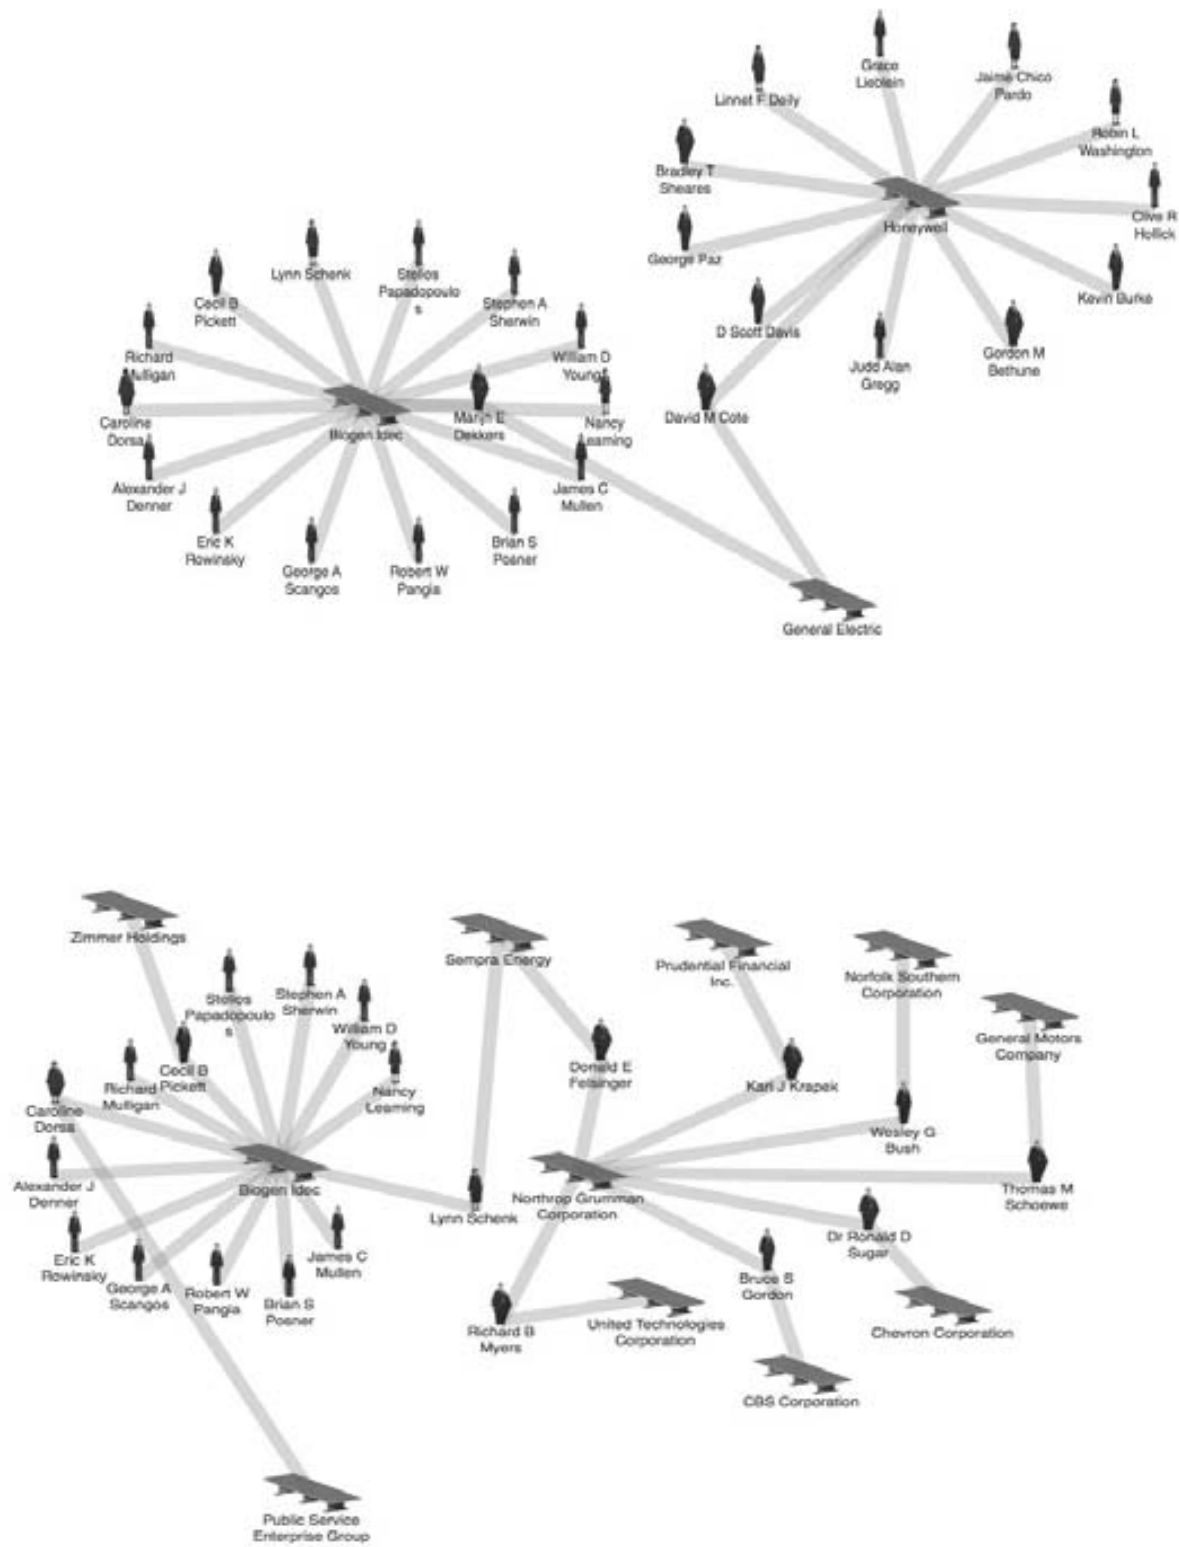 Grace
Lieblein
Linnet F Deily
Jaime Chico
Pardo
Robin L
Washington
Bradley T
Sheares
Clive R
Hollick
Honeywell
George Paz
Kevin Burke
D Scott Davis
Judd Alan
Gregg
Gordon M
Bethune
David M Cote
Lynn Schenk
Stelios
Papadopoulo
s
Cecil B
Pickett
Stephen A
Sherwin
Richard
Mulligan
William D
Young
Caroline
Dorsa
Biogen Idec
Marijn E
Dekkers
Nancy
Leaming
Alexander J
Denner
James C
Mullen
Eric K
Rowinsky
Brian S
Posner
George A
Scangos
Robert W
Pangia
General Electric
Zimmer Holdings
Sempra Energy
Prudential Financial
Inc.
Norfolk Southern
Corporation
General Motors
Company
Stelios
Papadopoulo
s
Stephen A
Sherwin
William D
Young
Cecil B
Pickett
Richard
Mulligan
Nancy
Leaming
Caroline
Dorsa
Donald E
Felsinger
Karl J Krapek
Wesley G
Bush
Alexander J
Denner
Biogen Idec
Lynn Schenk
Northrop Grumman
Corporation
Thomas M
Schoewe
Dr Ronald D
Sugar
Eric K
Rowinsky
George A
Scangos
Robert W
Pangia
Brian S
Posner
James C
Mullen
Bruce S
Gordon
Richard B
Myers
United Technologies
Corporation
Chevron Corporation
CBS Corporation
Public Service
Enterprise Group